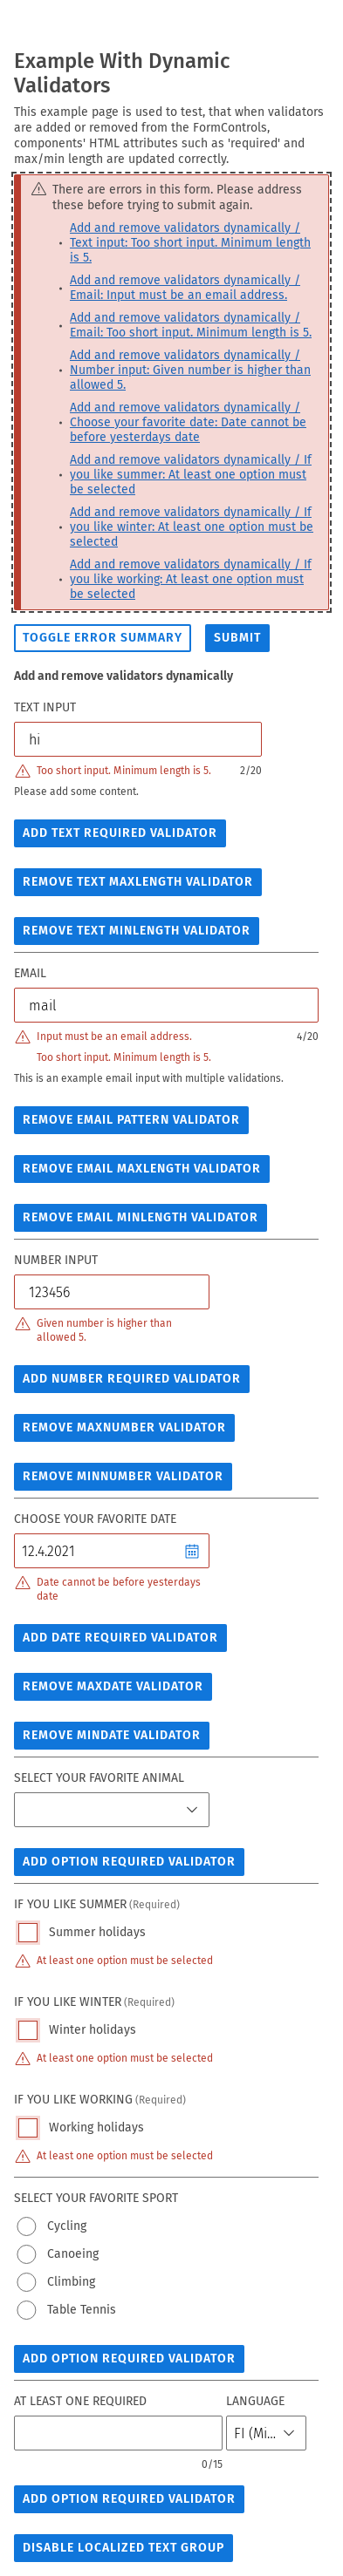 Example With Dynamic
Validators
This example page is used to test, that when validators
are added or removed from the FormControls,
components' HTML attributes such as 'required' and
max/min length are updated correctly.
There are errors in this form. Please address
these before trying to submit again.
Add and remove validators dynamically /
Text input: Too short input. Minimum length
is 5.
Add and remove validators dynamically /
Email: Input must be an email address.
Add and remove validators dynamically /
Email: Too short input. Minimum length is 5.
Add and remove validators dynamically /
Number input: Given number is higher than
allowed 5.
Add and remove validators dynamically /
Choose your favorite date: Date cannot be
before yesterdays date
Add and remove validators dynamically / If
you like summer: At least one option must
be selected
Add and remove validators dynamically / If
you like winter: At least one option must be
selected
Add and remove validators dynamically / If
you like working: At least one option must
be selected
TOGGLE ERROR SUMMARY SUBMIT
Add and remove validators dynamically
TEXT INPUT
hi
Too short input. Minimum length is 5. 2/20
Please add some content.
ADD TEXT REQUIRED VALIDATOR
REMOVE TEXT MAXLENGTH VALIDATOR
REMOVE TEXT MINLENGTH VALIDATOR
EMAIL
mail
Input must be an email address. 4/20
Too short input. Minimum length is 5.
This is an example email input with multiple validations.
REMOVE EMAIL PATTERN VALIDATOR
REMOVE EMAIL MAXLENGTH VALIDATOR
REMOVE EMAIL MINLENGTH VALIDATOR
NUMBER INPUT
123456
Given number is higher than
allowed 5.
ADD NUMBER REQUIRED VALIDATOR
REMOVE MAXNUMBER VALIDATOR
REMOVE MINNUMBER VALIDATOR
CHOOSE YOUR FAVORITE DATE
12.4.2021
Date cannot be before yesterdays
date
ADD DATE REQUIRED VALIDATOR
REMOVE MAXDATE VALIDATOR
REMOVE MINDATE VALIDATOR
SELECT YOUR FAVORITE ANIMAL
ADD OPTION REQUIRED VALIDATOR
IF YOU LIKE SUMMER (Required)
Summer holidays
At least one option must be selected
IF YOU LIKE WINTER (Required)
Winter holidays
At least one option must be selected
IF YOU LIKE WORKING (Required)
Working holidays
At least one option must be selected
SELECT YOUR FAVORITE SPORT
Cycling
Canoeing
Climbing
Table Tennis
ADD OPTION REQUIRED VALIDATOR
AT LEAST ONE REQUIRED LANGUAGE
FI (Mi...
0/15
ADD OPTION REQUIRED VALIDATOR
DISABLE LOCALIZED TEXT GROUP